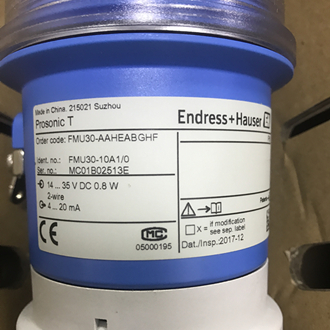 Made in China, 215021 Suzhou
Prosonic T
Endress+Hauser
Order code: FMU30-AAHEABGHF
Ident. no.: FMU30-10A1/0
Serial no.: MC01B02513E
14 ... 35 V DC 0.8 W
2-wire
4 ... 20 mA
CE
MC
05000195
X = if modification
see sep. label
Dat./Insp.:2017-12